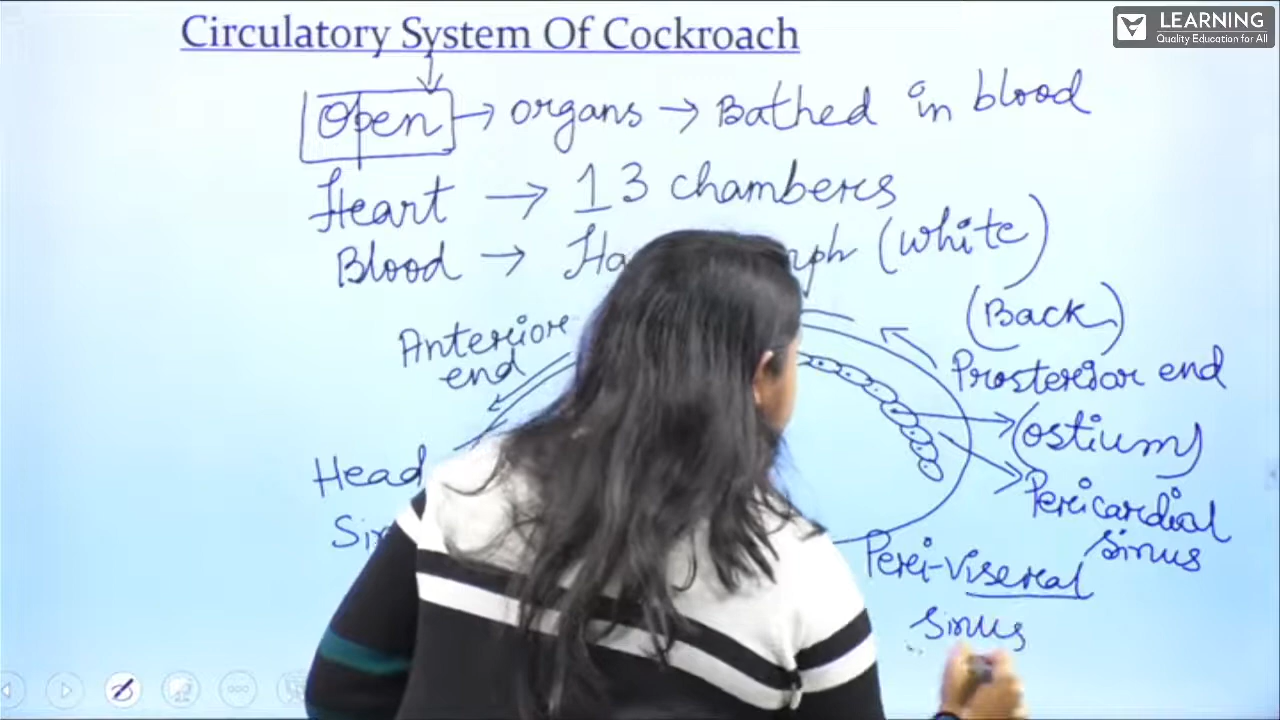 Circulatory System Of Cockroach
LEARNING
Quality Education for All
Open → organs → Bathed in blood
Heart → 13 chambers
Blood → (white)
(Back)
Anterior
end
Prosterior end
(ostium)
Head
Pericardial
sinus
Peri-visereal
sinus